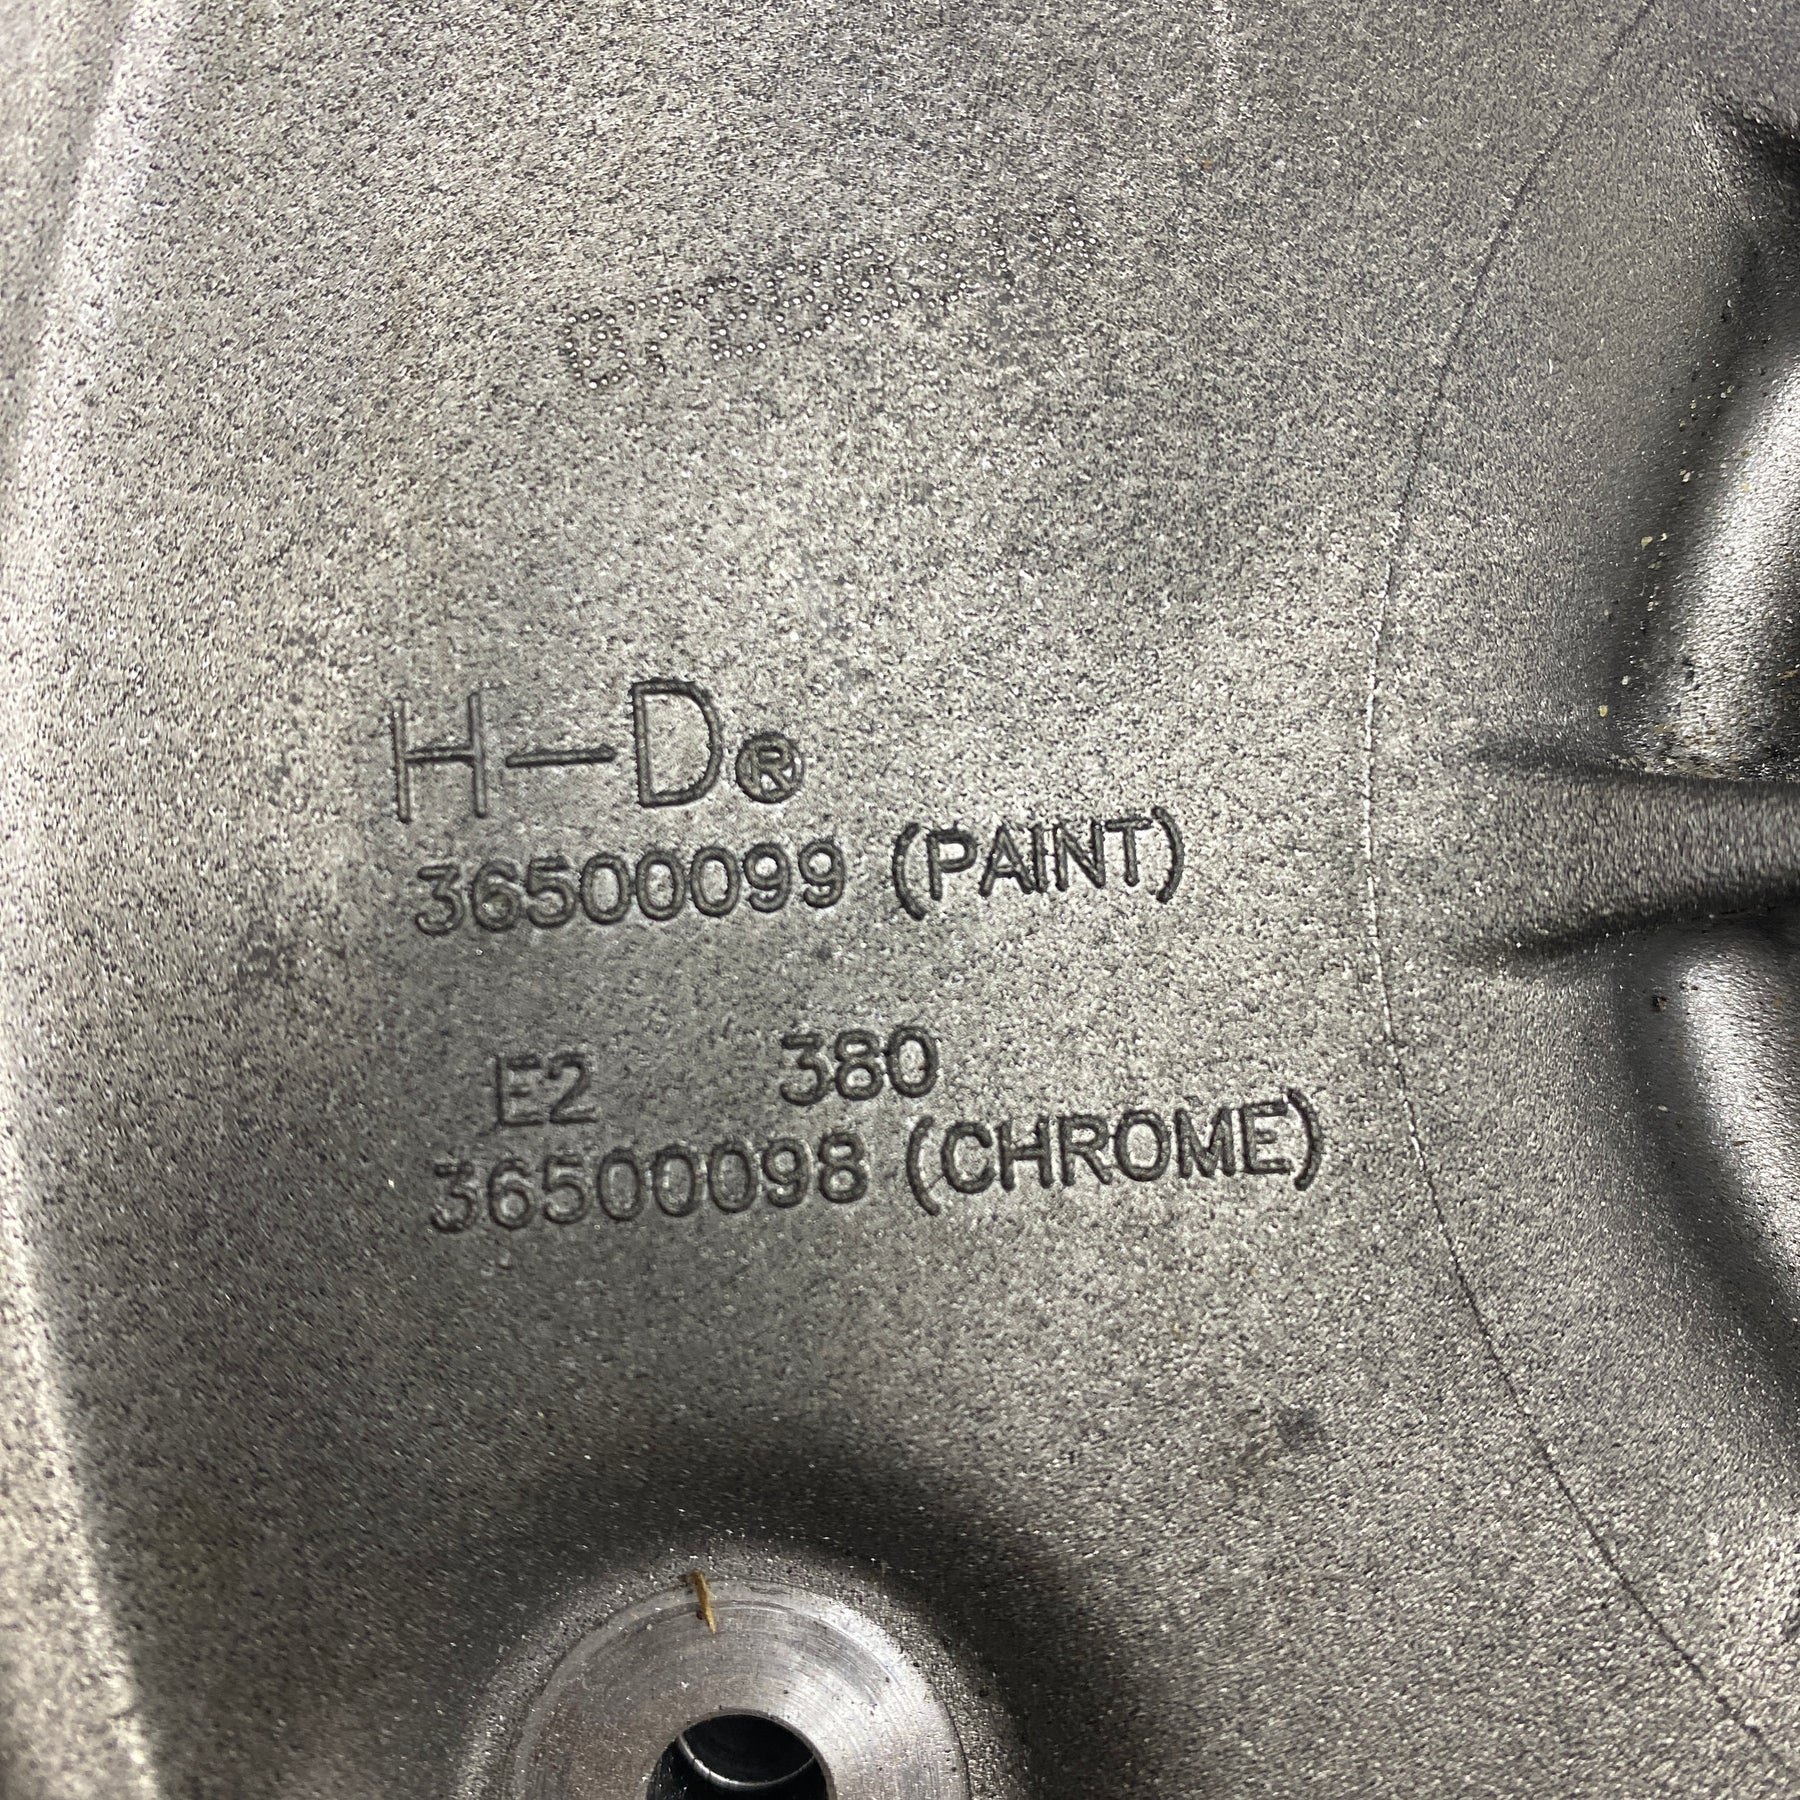 H-D®
36500099 (PAINT)
E2 380
36500098 (CHROME)